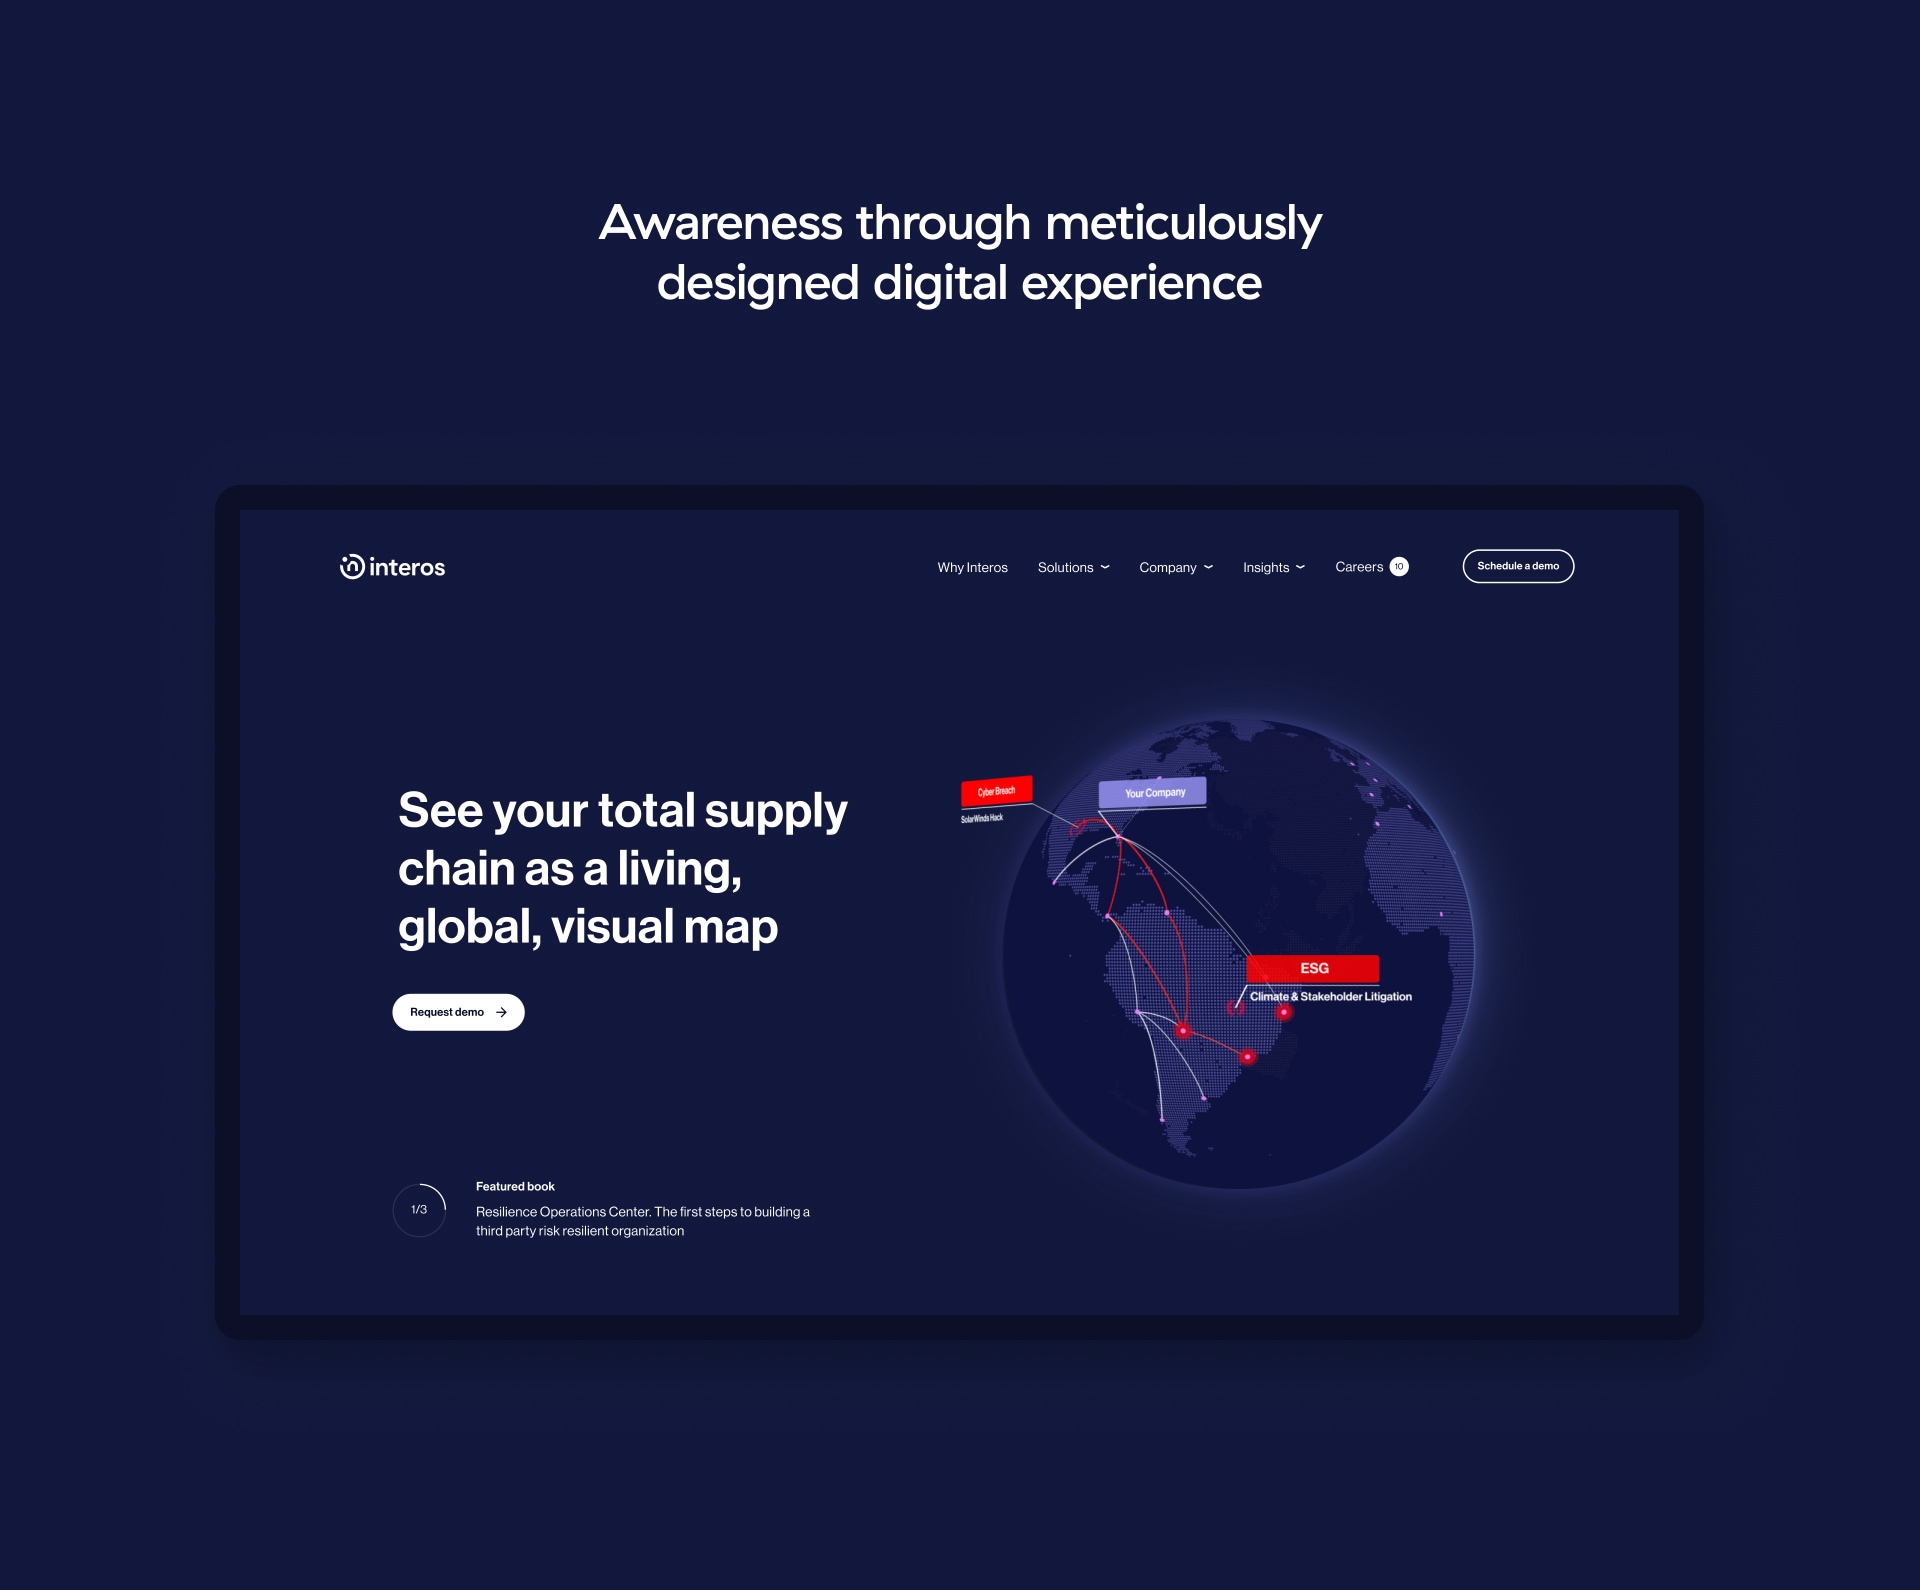 Awareness through meticulously
designed digital experience
interos
Why Interos
Solutions
Company
Insights
Careers 10
Schedule a demo
See your total supply
chain as a living,
global, visual map
Request demo
Cyber Breach
SolarWinds Hack
Your Company
ESG
Climate & Stakeholder Litigation
1/3
Featured book
Resilience Operations Center. The first steps to building a
third party risk resilient organization